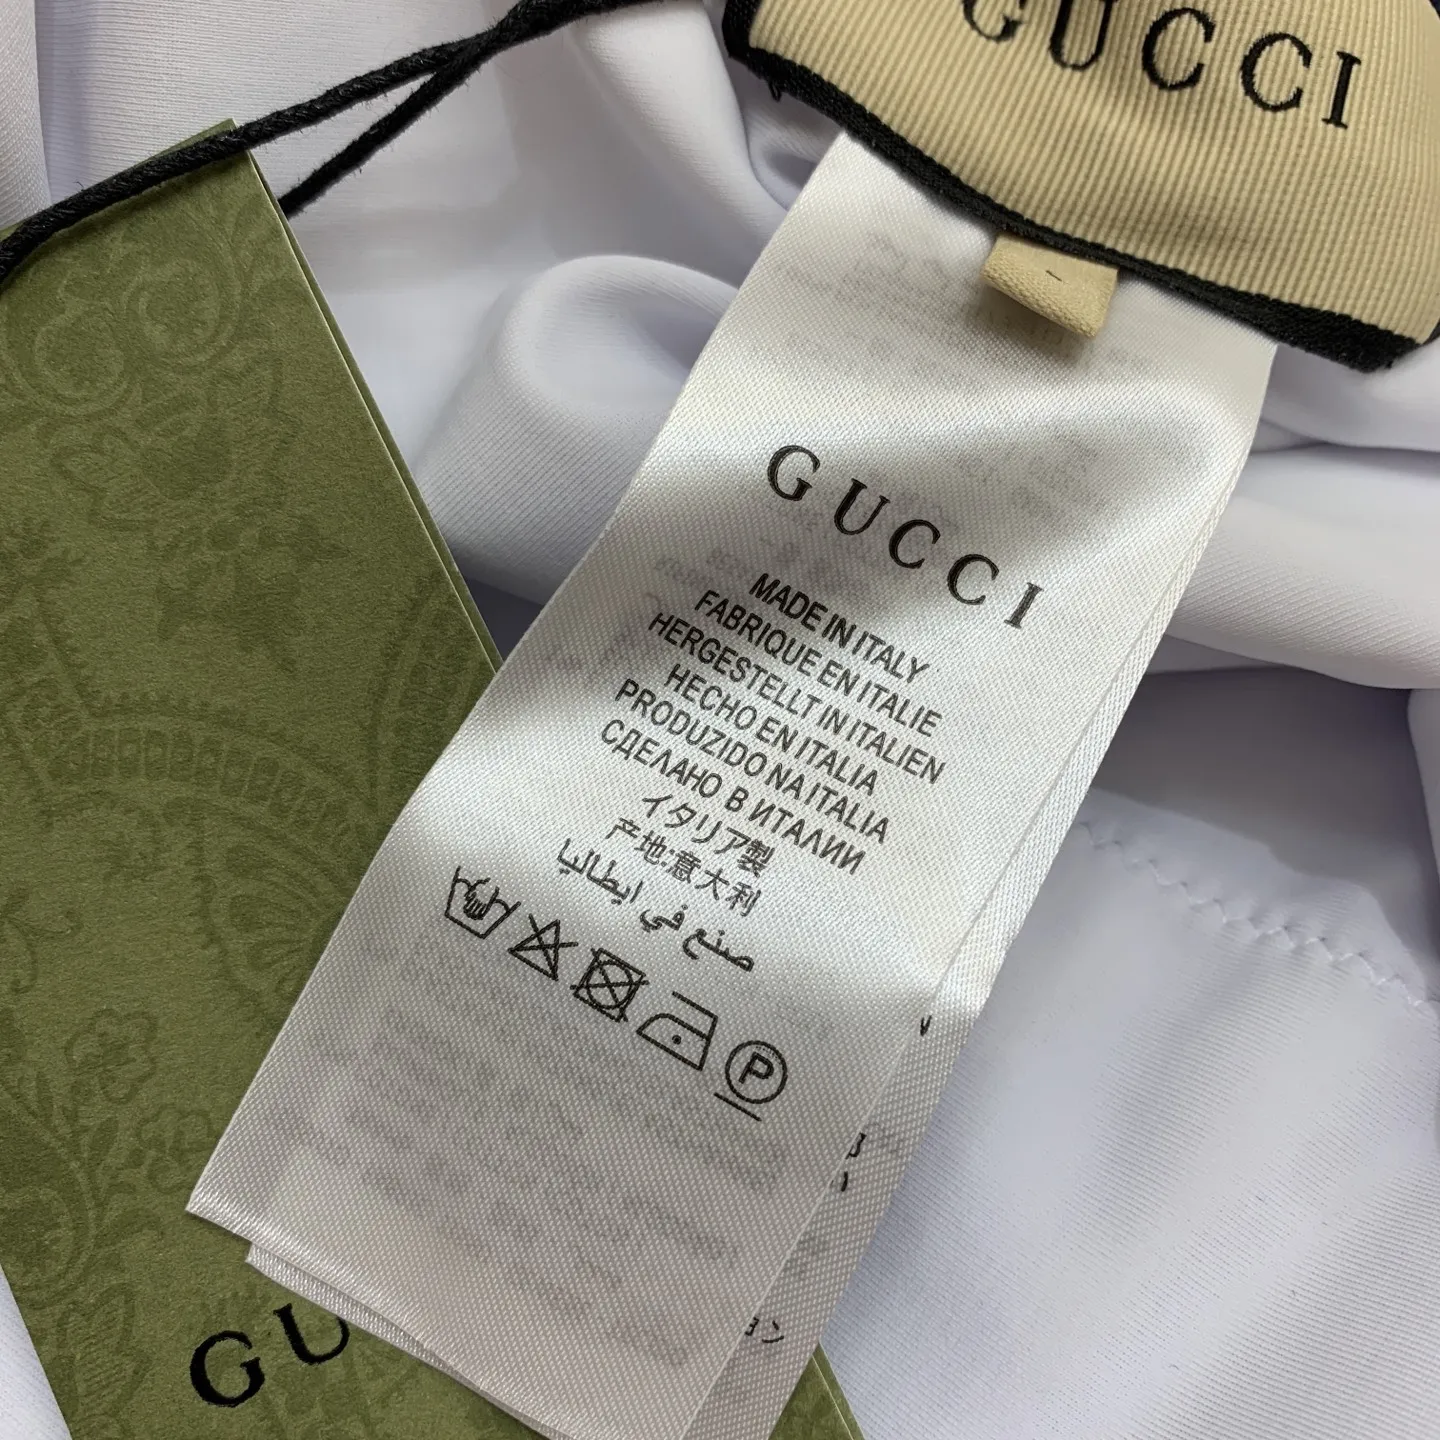 GUCCI
GUCCI
MADE IN ITALY
FABRIQUE EN ITALIE
HERGESTELLT IN ITALIEN
HECHO EN ITALIA
PRODUZIDO NA ITALIA
СДЕЛАНО В ИТАЛИИ
イタリア製
产地:意大利
صنع في ايطاليا
P
GU